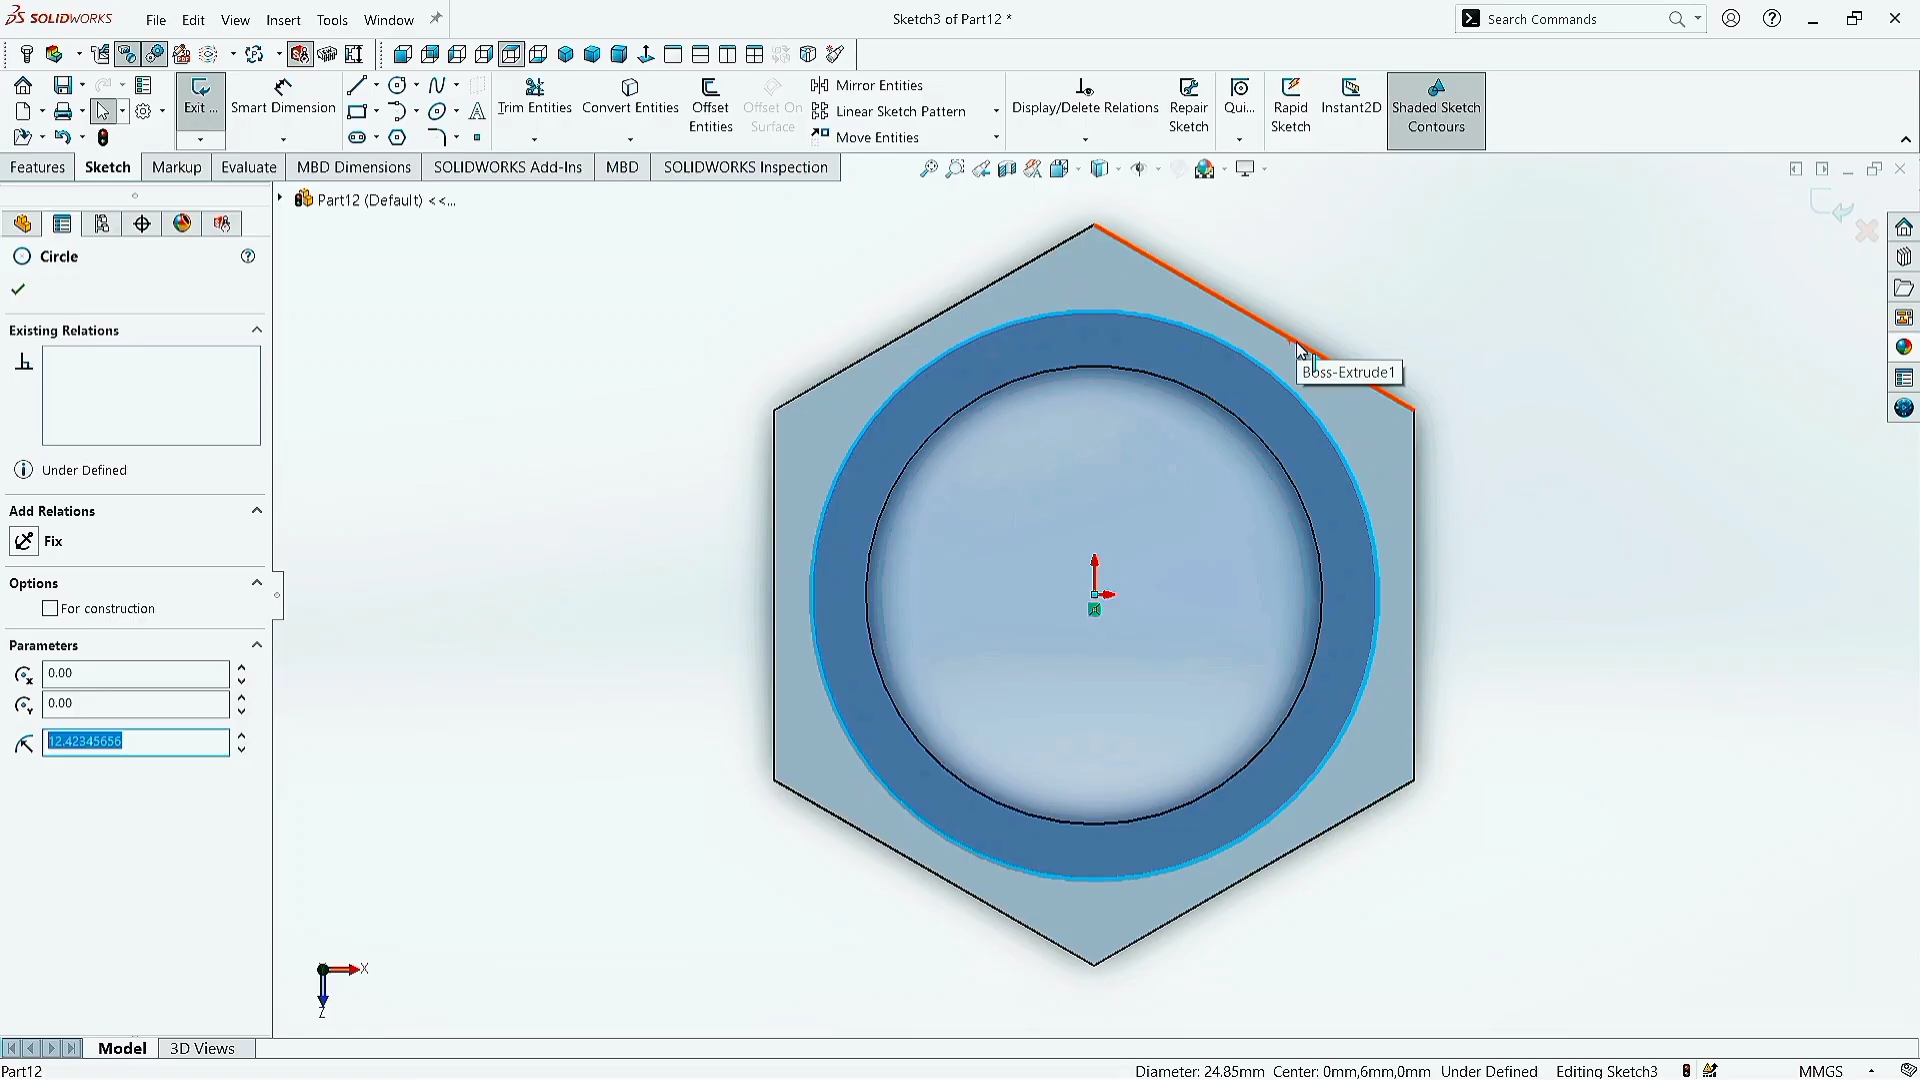 SOLIDWORKS File Edit View Insert Tools Window Sketch3 of Part12 * Search Commands
Exit ... Smart Dimension Trim Entities Convert Entities Offset Entities Offset On Surface Mirror Entities Linear Sketch Pattern Move Entities Display/Delete Relations Repair Sketch Qui... Rapid Sketch Instant2D Shaded Sketch Contours
Features Sketch Markup Evaluate MBD Dimensions SOLIDWORKS Add-Ins MBD SOLIDWORKS Inspection
Part12 (Default) <<...
Circle
Existing Relations
Under Defined
Add Relations
Fix
Options
For construction
Parameters
0.00
0.00
12.42345656
Boss-Extrude1
X
Z
Model 3D Views
Part12 Diameter: 24.85mm Center: 0mm,6mm,0mm Under Defined Editing Sketch3 MMGS